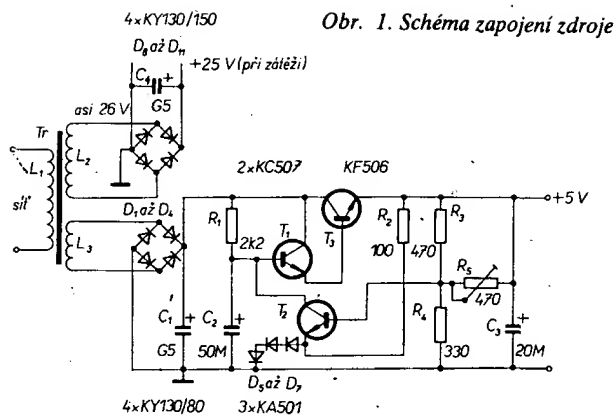 4×KY130/150
Obr. 1. Schéma zapojení zdroje
D₈ až D₁₁
+25 V (při zátěži)
C₄ +
G5
asi 26 V
Tr
L₁
L₂
síť
L₃
D₁ až D₄
2×KC507
KF506
+5 V
R₁
2k2
T₁
T₃
R₂
100
R₃
470
R₅
470
T₂
R₄
330
C₁ +
G5
C₂ +
50M
C₃ +
20M
D₅ až D₇
4×KY130/80
3×KA501